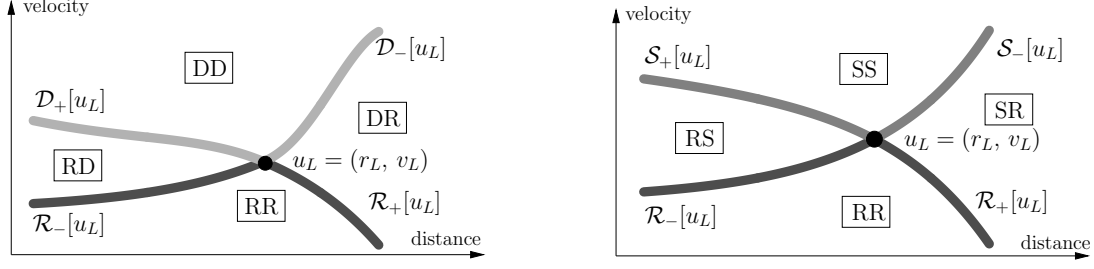 velocity
𝒟₋[u_L]
DD
𝒟₊[u_L]
DR
RD
u_L = (r_L, v_L)
RR
ℛ₊[u_L]
ℛ₋[u_L]
distance
velocity
𝒮₊[u_L]
𝒮₋[u_L]
SS
SR
RS
u_L = (r_L, v_L)
ℛ₋[u_L]
RR
ℛ₊[u_L]
distance